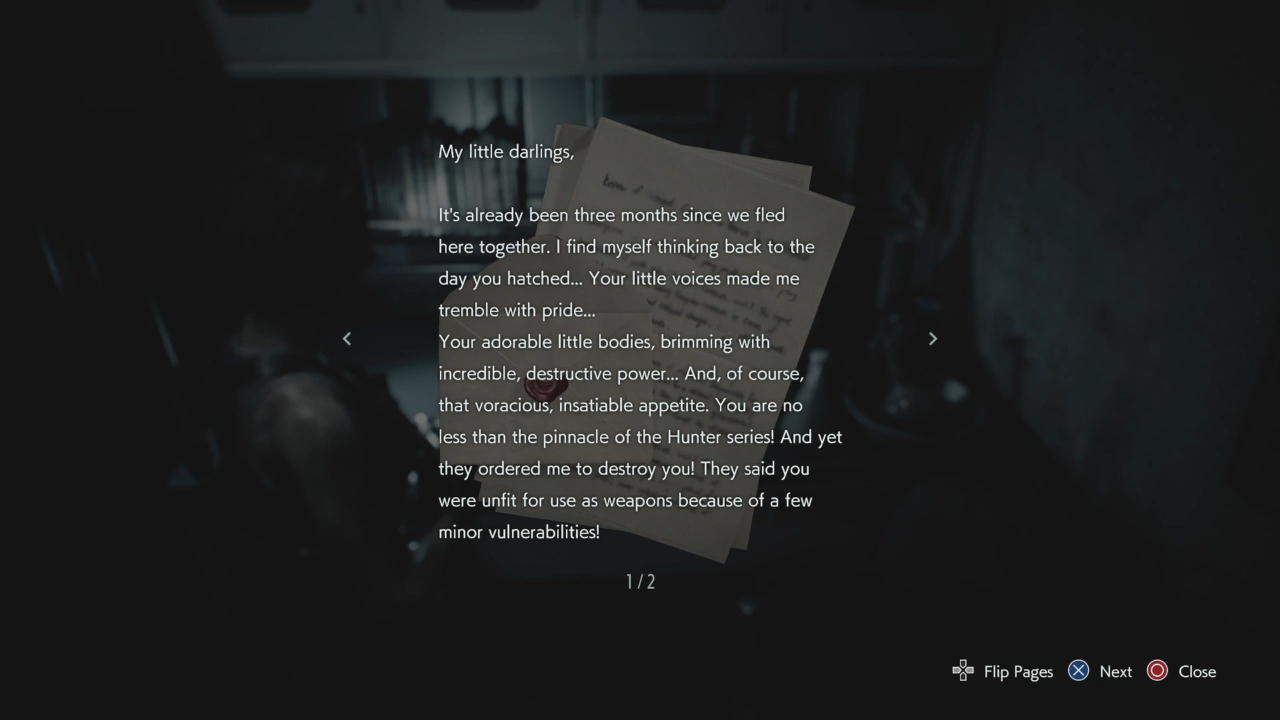 My little darlings,
It's already been three months since we fled
here together. I find myself thinking back to the
day you hatched... Your little voices made me
tremble with pride...
Your adorable little bodies, brimming with
incredible, destructive power... And, of course,
that voracious, insatiable appetite. You are no
less than the pinnacle of the Hunter series! And yet
they ordered me to destroy you! They said you
were unfit for use as weapons because of a few
minor vulnerabilities!
1 / 2
Flip Pages Next Close